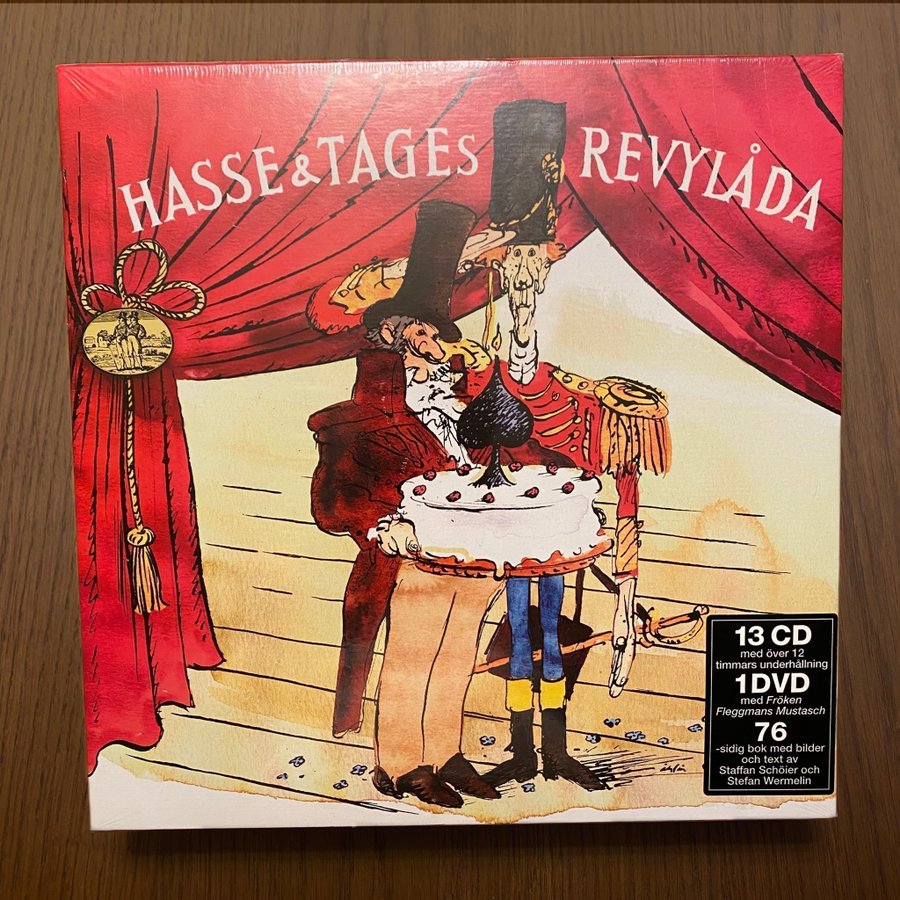 HASSE & TAGES REVYLÅDA
13 CD
med över 12
timmars underhållning
1 DVD
med Fröken
Fleggmans Mustasch
76
-sidig bok med bilder
och text av
Staffan Schöier och
Stefan Wermelin